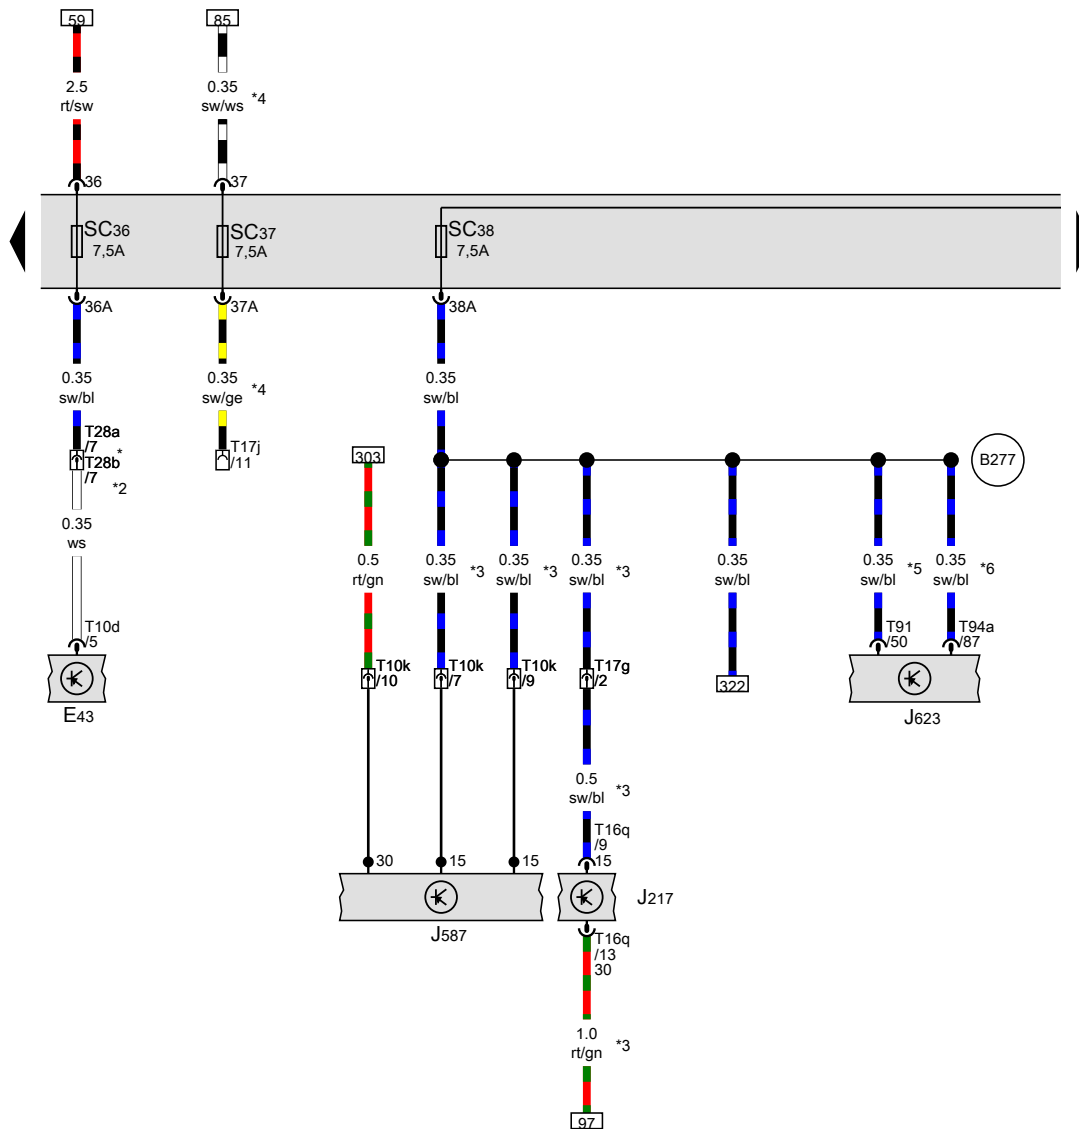 59
85
2.5
rt/sw
0.35
sw/ws
*4
36
37
SC36
7,5A
SC37
7,5A
SC38
7,5A
36A
37A
38A
0.35
sw/bl
0.35
sw/ge
*4
0.35
sw/bl
T28a
/7
*
T28b
/7
*2
T17j
/11
303
B277
0.35
ws
0.5
rt/gn
0.35
sw/bl
*3
0.35
sw/bl
*3
0.35
sw/bl
*3
0.35
sw/bl
0.35
sw/bl
*5
0.35
sw/bl
*6
T10d
/5
T91
/50
T94a
/87
T10k
/10
T10k
/7
T10k
/9
T17g
/2
322
E43
J623
0.5
sw/bl
*3
T16q
/9
30
15
15
15
J587
J217
T16q
/13
30
1.0
rt/gn
*3
97